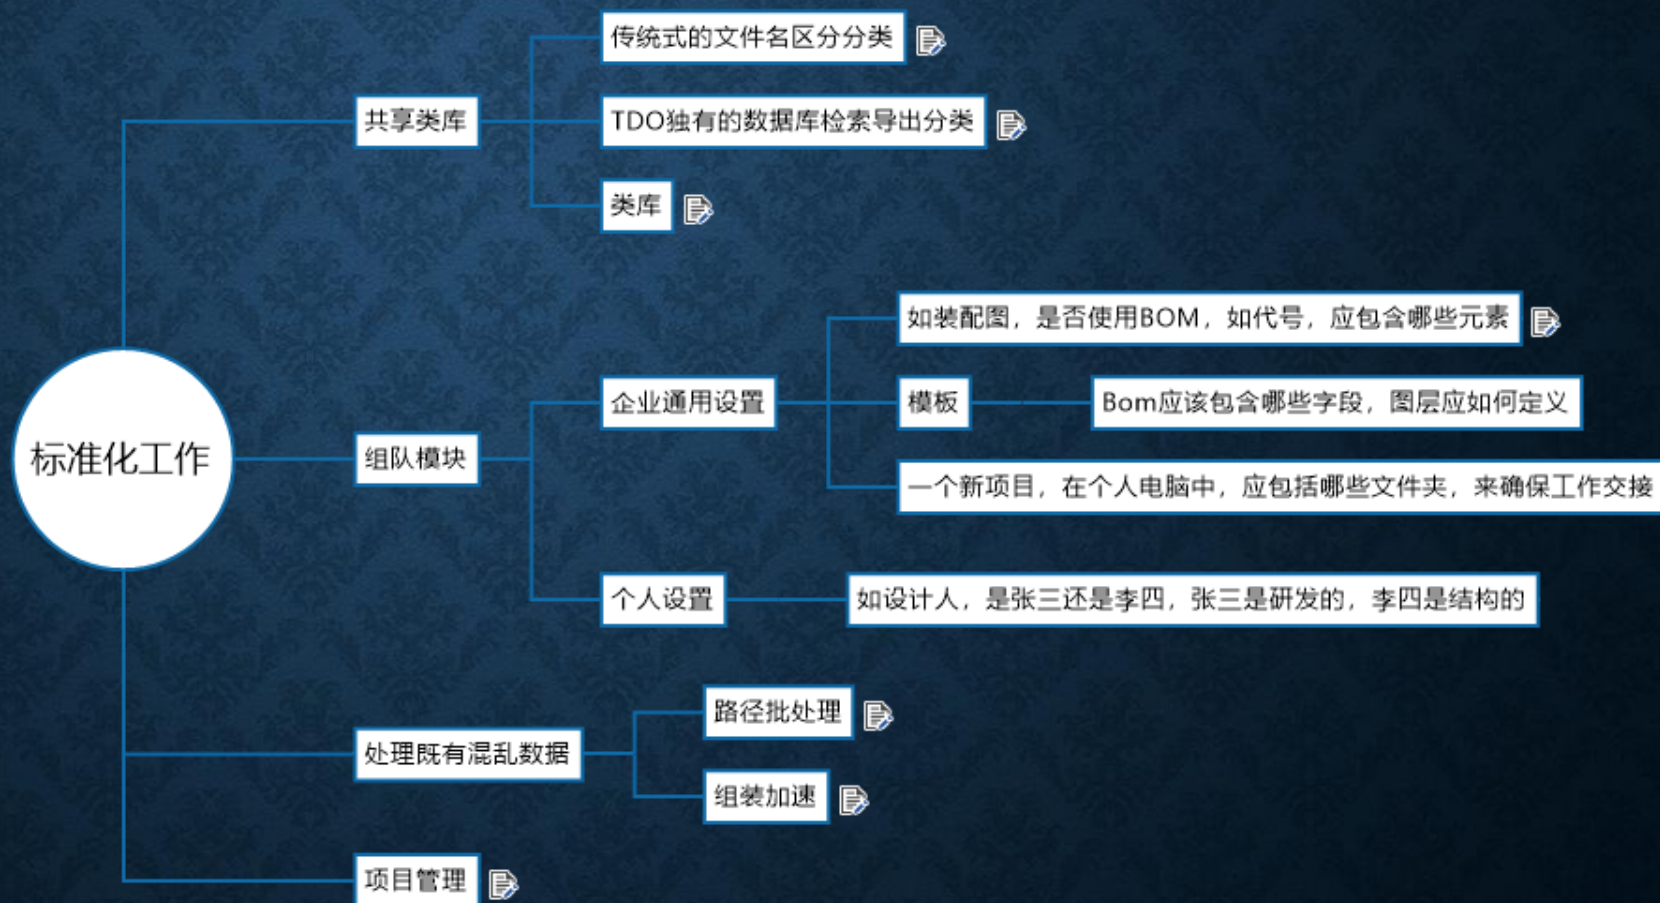 传统式的文件名区分分类
共享类库
TDO独有的数据库检索导出分类
类库
如装配图，是否使用BOM，如代号，应包含哪些元素
企业通用设置
模板
Bom应该包含哪些字段，图层应如何定义
标准化工作
组队模块
一个新项目，在个人电脑中，应包括哪些文件夹，来确保工作交接
个人设置
如设计人，是张三还是李四，张三是研发的，李四是结构的
路径批处理
处理既有混乱数据
组装加速
项目管理